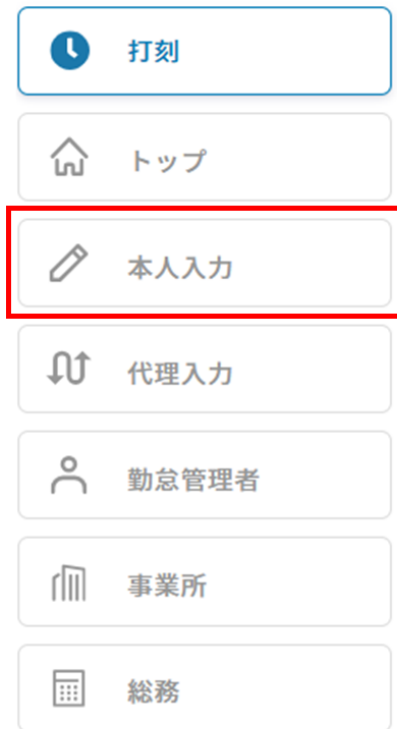 打刻
トップ
本人入力
代理入力
勤怠管理者
事業所
総務